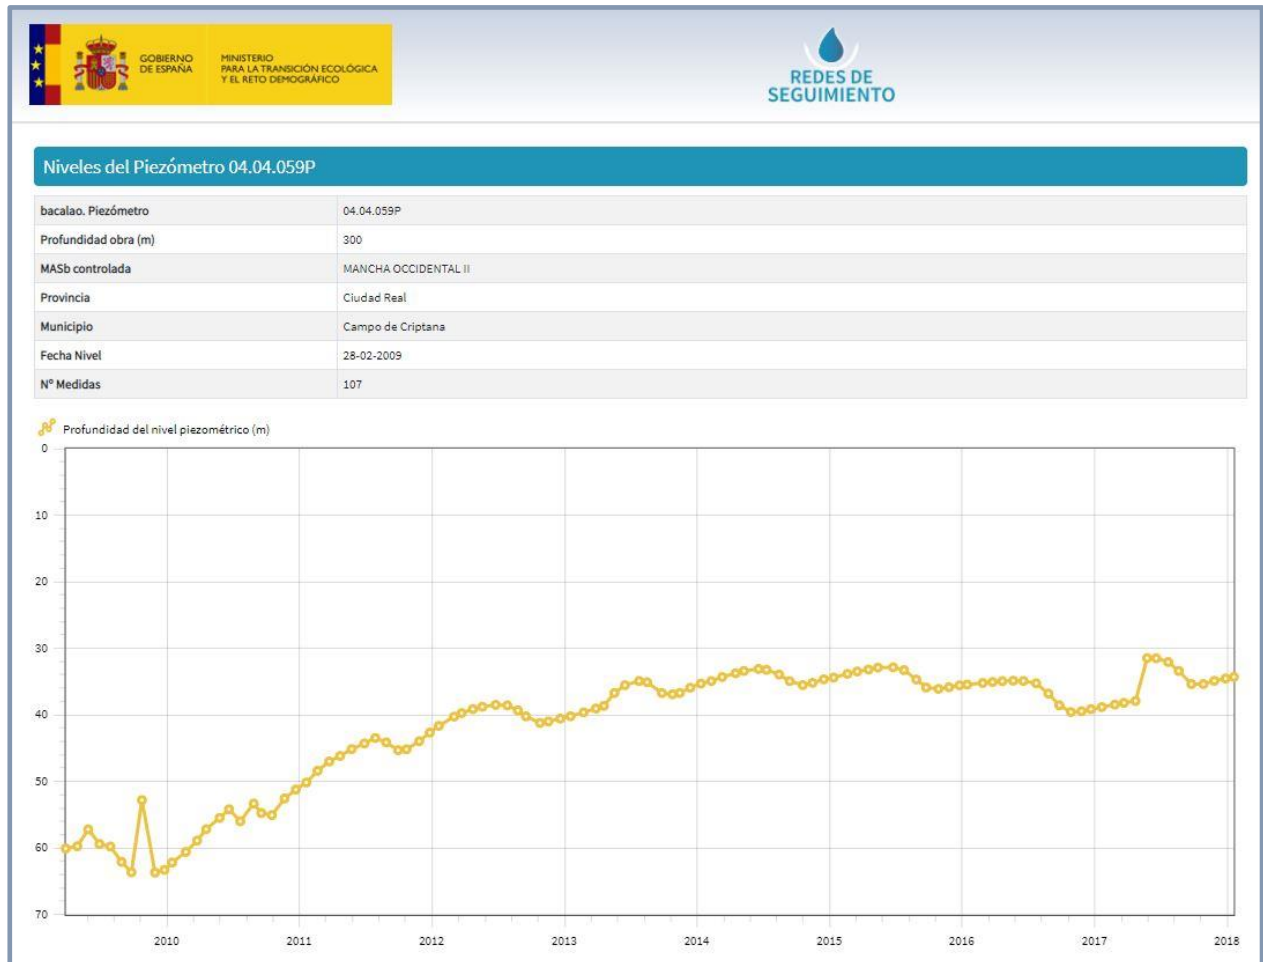 GOBIERNO
DE ESPAÑA
MINISTERIO
PARA LA TRANSICIÓN ECOLÓGICA
Y EL RETO DEMOGRÁFICO
REDES DE
SEGUIMIENTO
Niveles del Piezómetro 04.04.059P
bacalao. Piezómetro 04.04.059P
Profundidad obra (m) 300
MASb controlada MANCHA OCCIDENTAL II
Provincia Ciudad Real
Municipio Campo de Criptana
Fecha Nivel 28-02-2009
Nº Medidas 107
Profundidad del nivel piezométrico (m)
0
10
20
30
40
50
60
70
2010 2011 2012 2013 2014 2015 2016 2017 2018